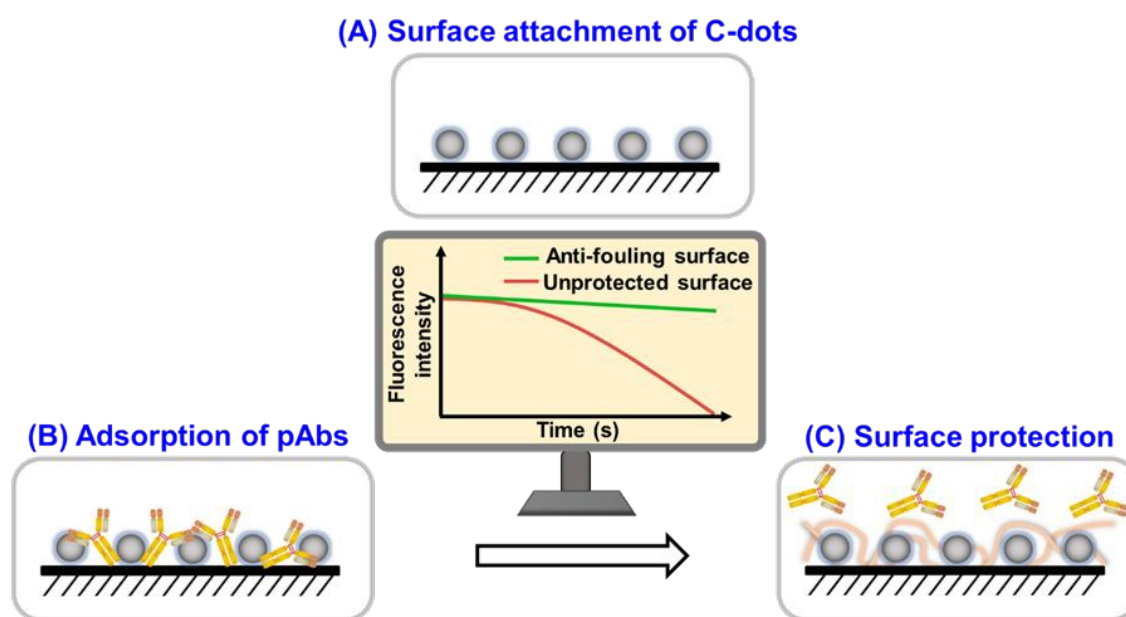 (A) Surface attachment of C-dots
Fluorescence
intensity
Anti-fouling surface
Unprotected surface
Time (s)
(B) Adsorption of pAbs
(C) Surface protection